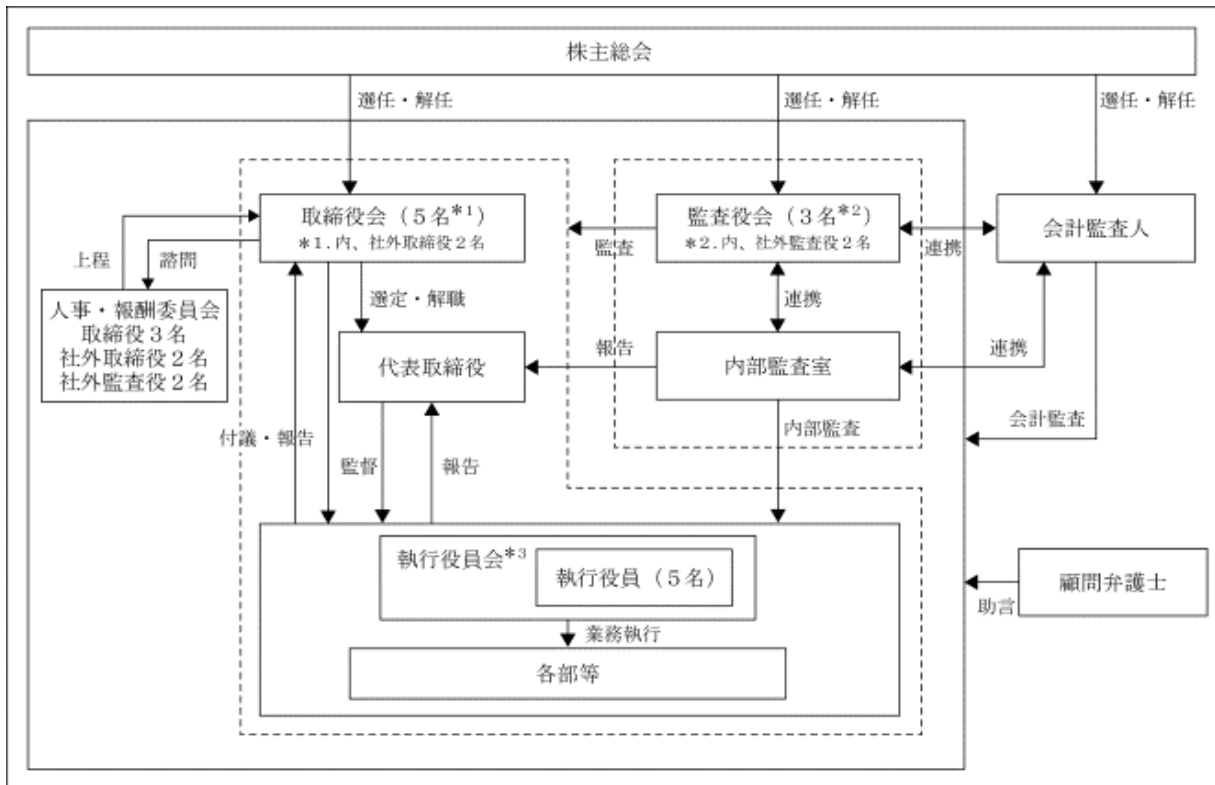 株主総会
選任・解任
選任・解任
選任・解任
取締役会（５名＊１）
＊１．内、社外取締役２名
監査役会（３名＊２）
＊２．内、社外監査役２名
会計監査人
監査
連携
上程
諮問
人事・報酬委員会
取締役３名
社外取締役２名
社外監査役２名
選定・解職
連携
代表取締役
報告
内部監査室
連携
付議・報告
監督
報告
内部監査
会計監査
執行役員会＊３
執行役員（５名）
業務執行
各部等
顧問弁護士
助言